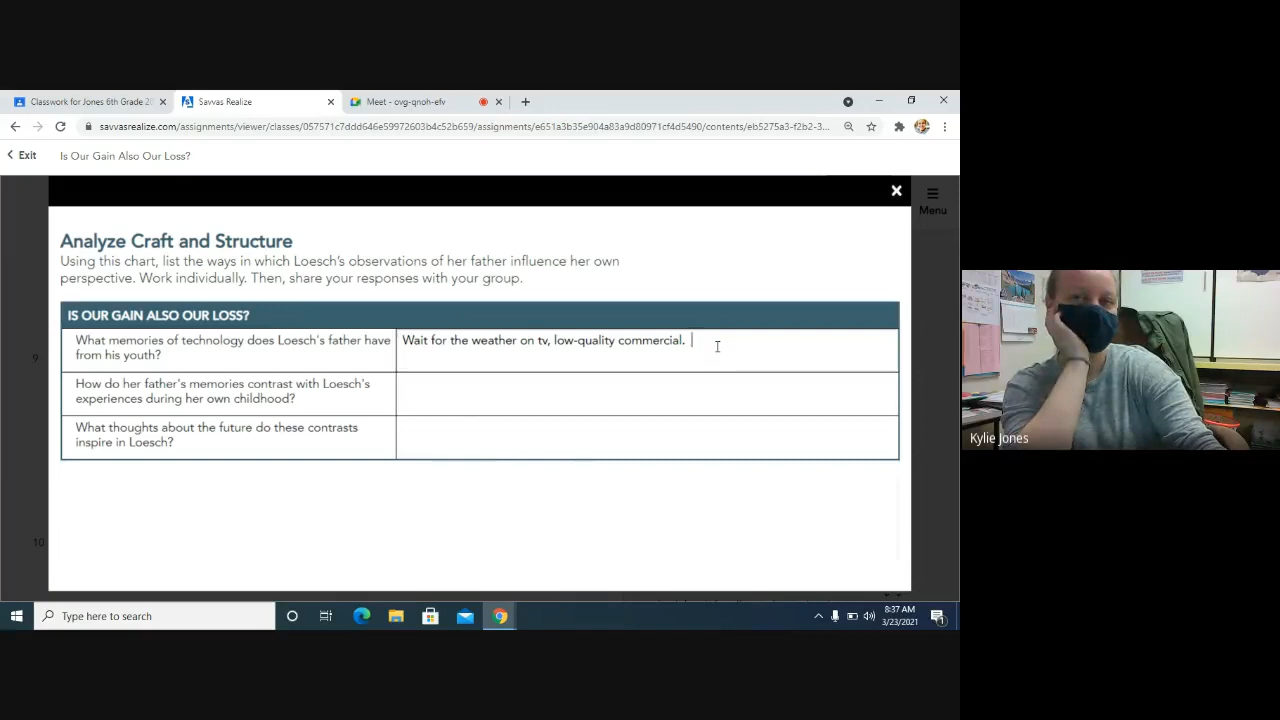 Classwork for Jones 6th Grade 20
Savvas Realize
Meet - ovg-qnoh-efv
savvasrealize.com/assignments/viewer/classes/057571c7ddd646e59972603b4c52b659/assignments/e651a3b35e904a83a9d80971cf4d5490/contents/eb5275a3-f2b2-3...
Exit
Is Our Gain Also Our Loss?
Menu
Analyze Craft and Structure
Using this chart, list the ways in which Loesch's observations of her father influence her own
perspective. Work individually. Then, share your responses with your group.
IS OUR GAIN ALSO OUR LOSS?
What memories of technology does Loesch's father have
from his youth?
Wait for the weather on tv, low-quality commercial.
How do her father's memories contrast with Loesch's
experiences during her own childhood?
What thoughts about the future do these contrasts
inspire in Loesch?
9
10
Kylie Jones
Type here to search
8:37 AM
3/23/2021
1